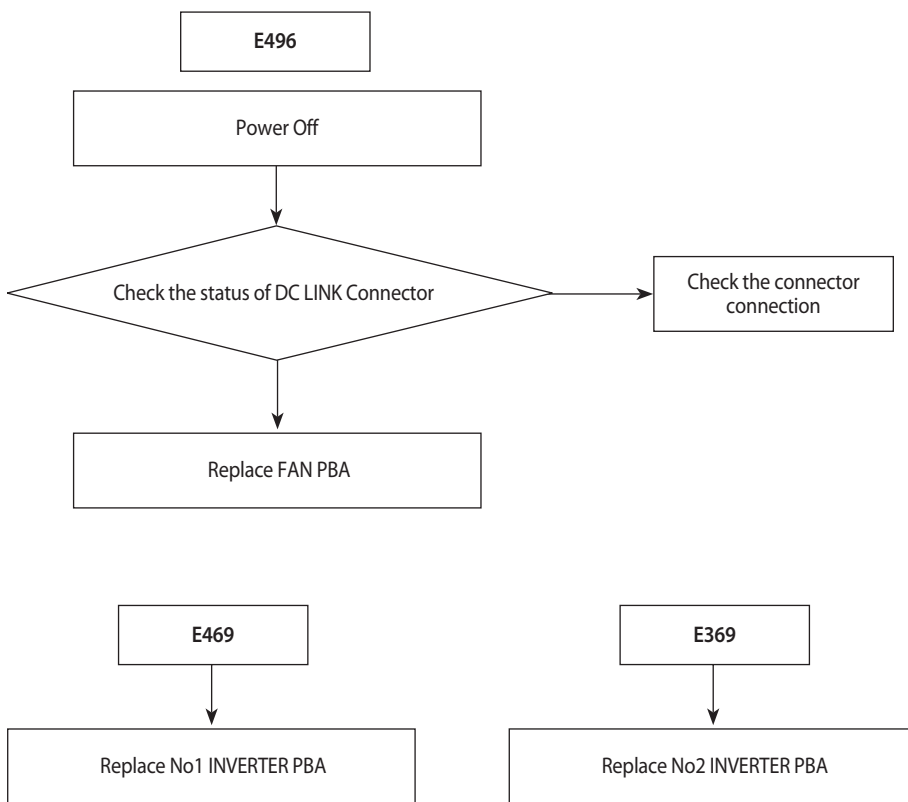 E496
Power Off
Check the status of DC LINK Connector
Check the connector
connection
Replace FAN PBA
E469
E369
Replace No1 INVERTER PBA
Replace No2 INVERTER PBA